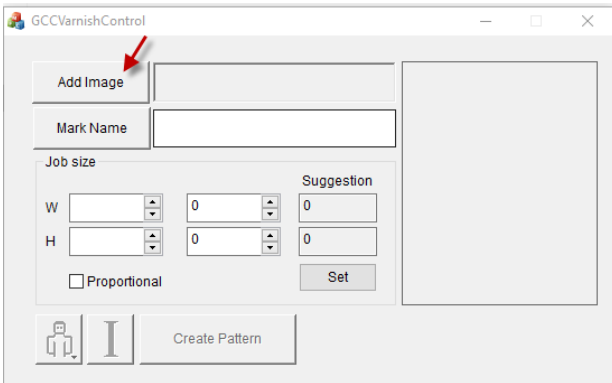 GCCVarnishControl
Add Image
Mark Name
Job size
Suggestion
W 0 0
H 0 0
Proportional Set
Create Pattern